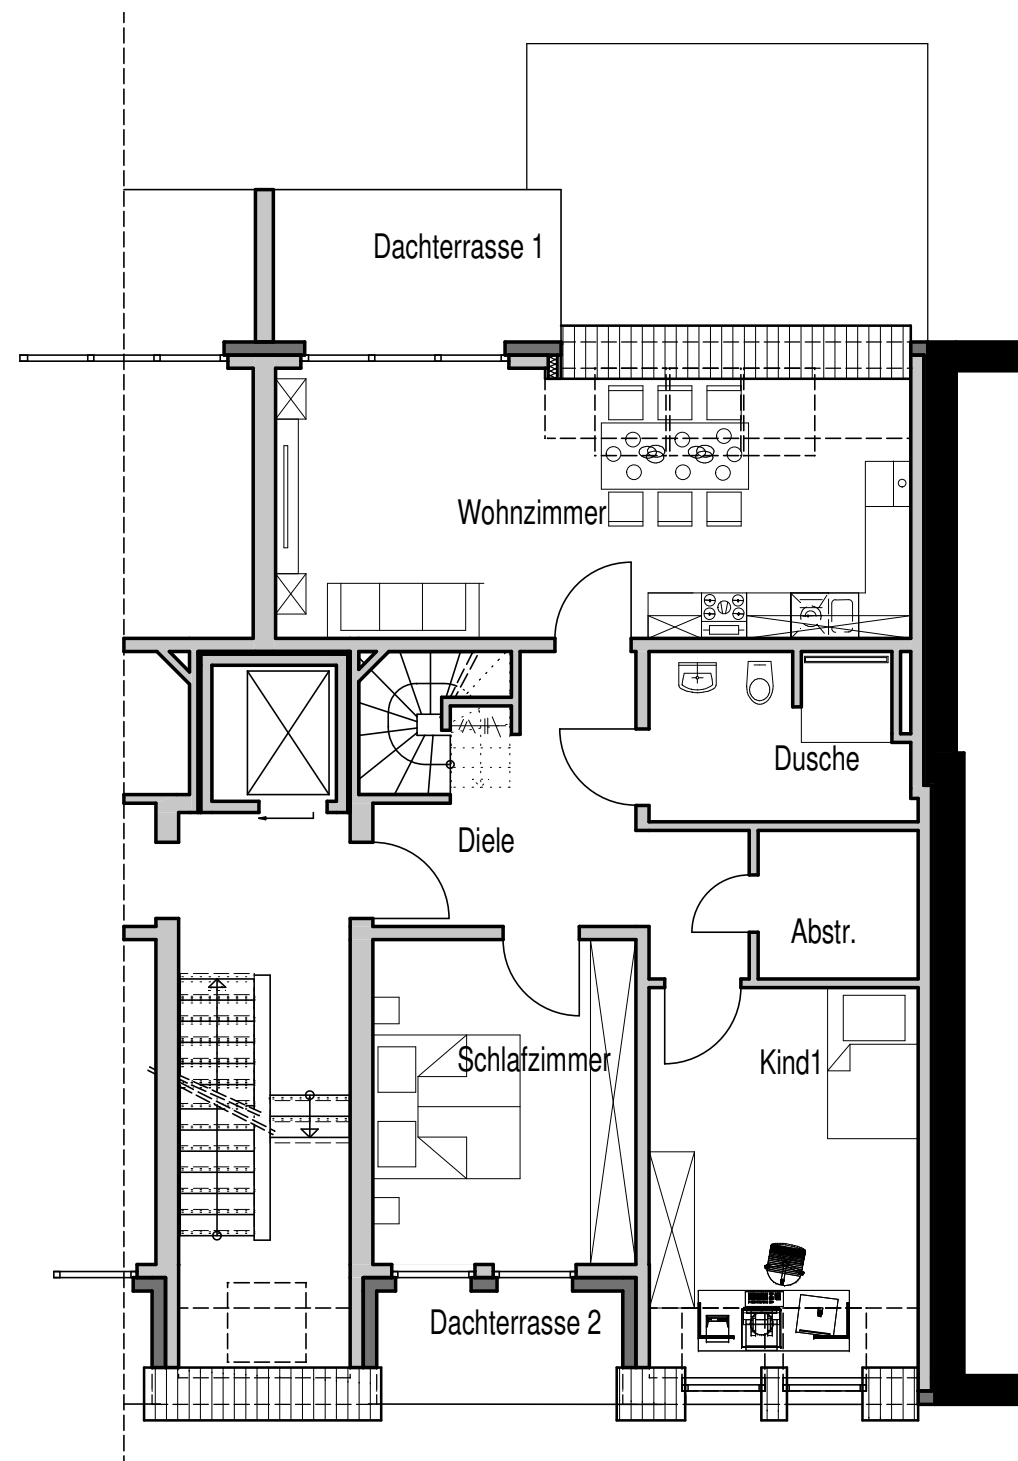 Dachterrasse 1
Wohnzimmer
Dusche
Diele
Abstr.
Schlafzimmer
Kind1
Dachterrasse 2